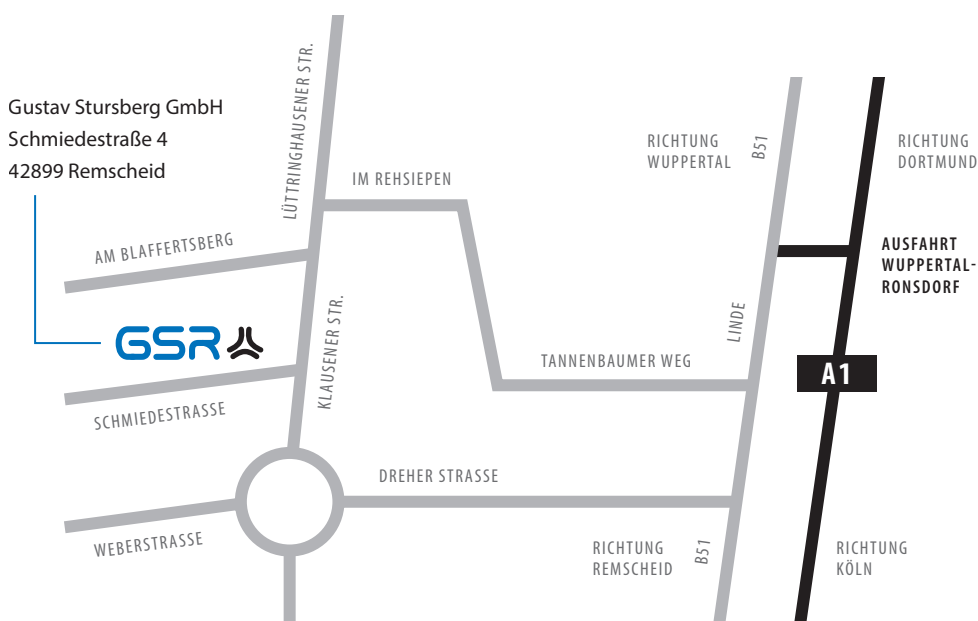 Gustav Stursberg GmbH
Schmiedestraße 4
42899 Remscheid
LÜTTRINGHAUSENER STR.
IM REHSIEPEN
AM BLAFFERTSBERG
GSR
KLAUSENER STR.
SCHMIEDESTRASSE
WEBERSTRASSE
DREHER STRASSE
TANNENBAUMER WEG
RICHTUNG
WUPPERTAL
B51
LINDE
RICHTUNG
DORTMUND
AUSFAHRT
WUPPERTAL-
RONSDORF
A1
RICHTUNG
REMSCHEID
B51
RICHTUNG
KÖLN